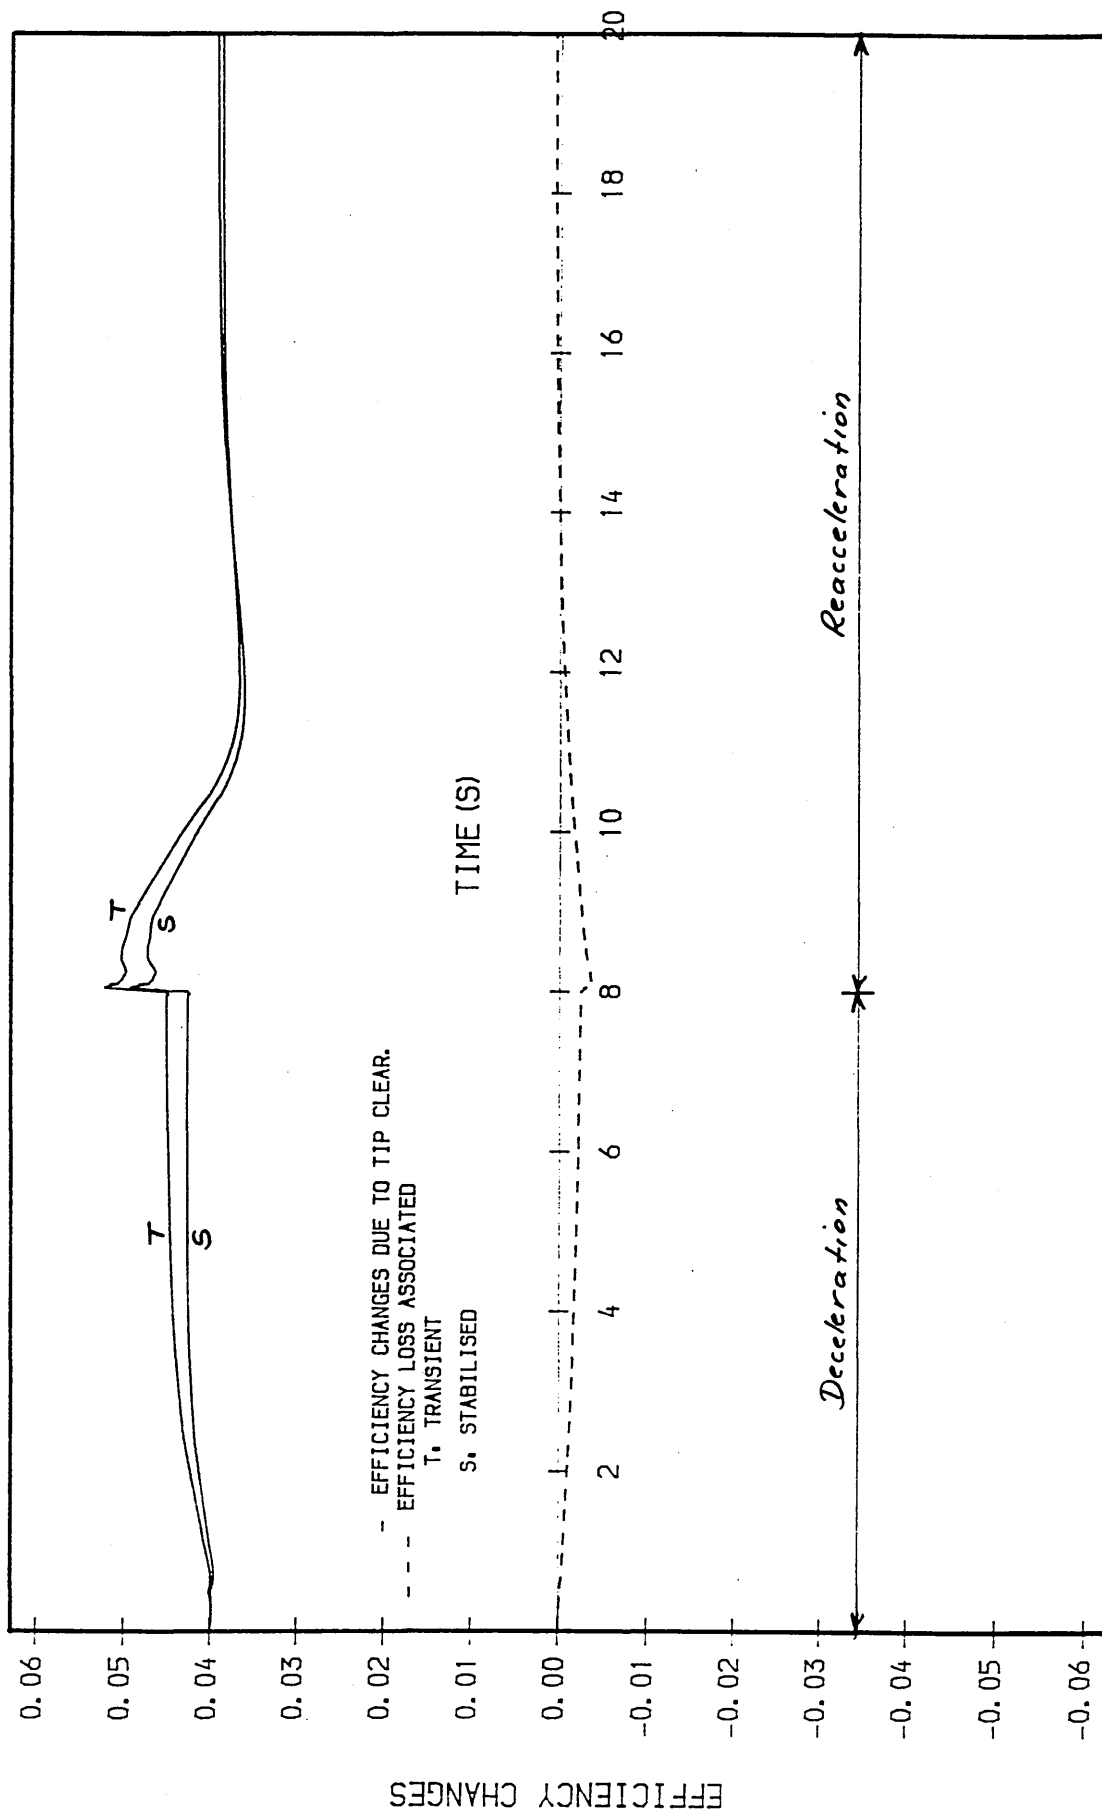 EFFICIENCY CHANGES
0.06
0.05
0.04
0.03
0.02
0.01
0.00
-0.01
-0.02
-0.03
-0.04
-0.05
-0.06
T
S
T
S
- EFFICIENCY CHANGES DUE TO TIP CLEAR.
--- EFFICIENCY LOSS ASSOCIATED
T. TRANSIENT
S. STABILISED
TIME (S)
2
4
6
8
10
12
14
16
18
20
Deceleration
Reacceleration